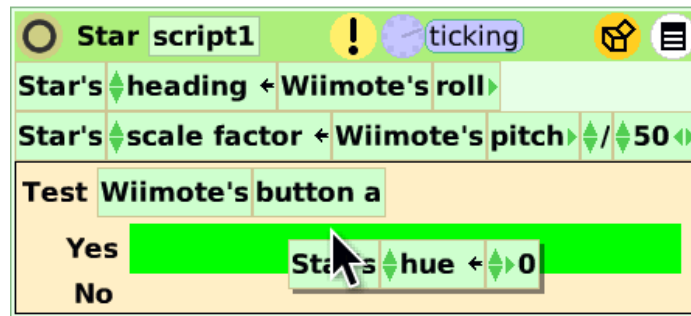 Star script1 ! ticking
Star's heading ← Wiimote's roll
Star's scale factor ← Wiimote's pitch / 50
Test Wiimote's button a
Yes
Star's hue ← 0
No